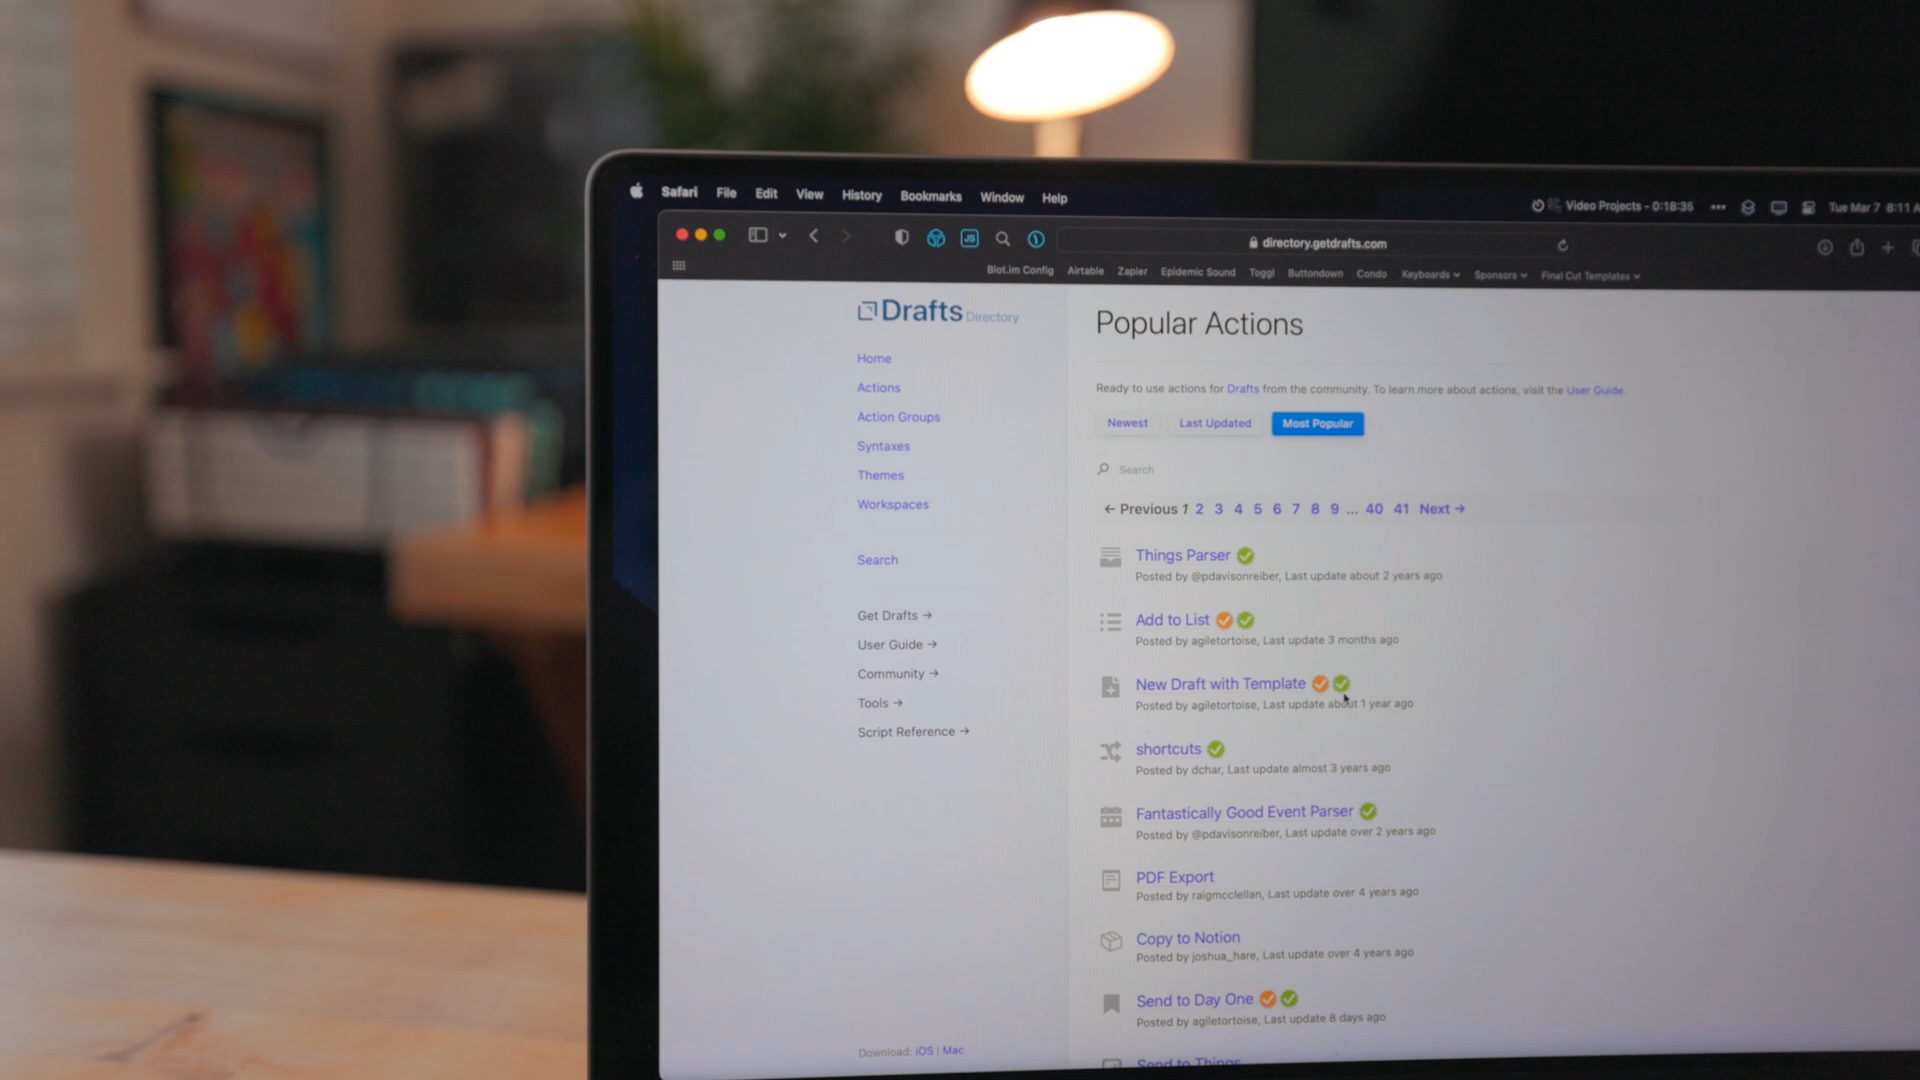 Safari File Edit View History Bookmarks Window Help
Video Projects - 0:18:35 ••• Tue Mar 7 8:11 A
directory.getdrafts.com
Blot.im Config Airtable Zapier Epidemic Sound Toggl Buttondown Condo Keyboards Sponsors Final Cut Templates
Drafts Directory
Home
Actions
Action Groups
Syntaxes
Themes
Workspaces
Search
Get Drafts →
User Guide →
Community →
Tools →
Script Reference →
Download: iOS | Mac
Popular Actions
Ready to use actions for Drafts from the community. To learn more about actions, visit the User Guide.
Newest Last Updated Most Popular
Search
← Previous 1 2 3 4 5 6 7 8 9 ... 40 41 Next →
Things Parser
Posted by @pdavisonreiber, Last update about 2 years ago
Add to List
Posted by agiletortoise, Last update 3 months ago
New Draft with Template
Posted by agiletortoise, Last update about 1 year ago
shortcuts
Posted by dchar, Last update almost 3 years ago
Fantastically Good Event Parser
Posted by @pdavisonreiber, Last update over 2 years ago
PDF Export
Posted by raigmcclellan, Last update over 4 years ago
Copy to Notion
Posted by joshua_hare, Last update over 4 years ago
Send to Day One
Posted by agiletortoise, Last update 8 days ago
Send to Things